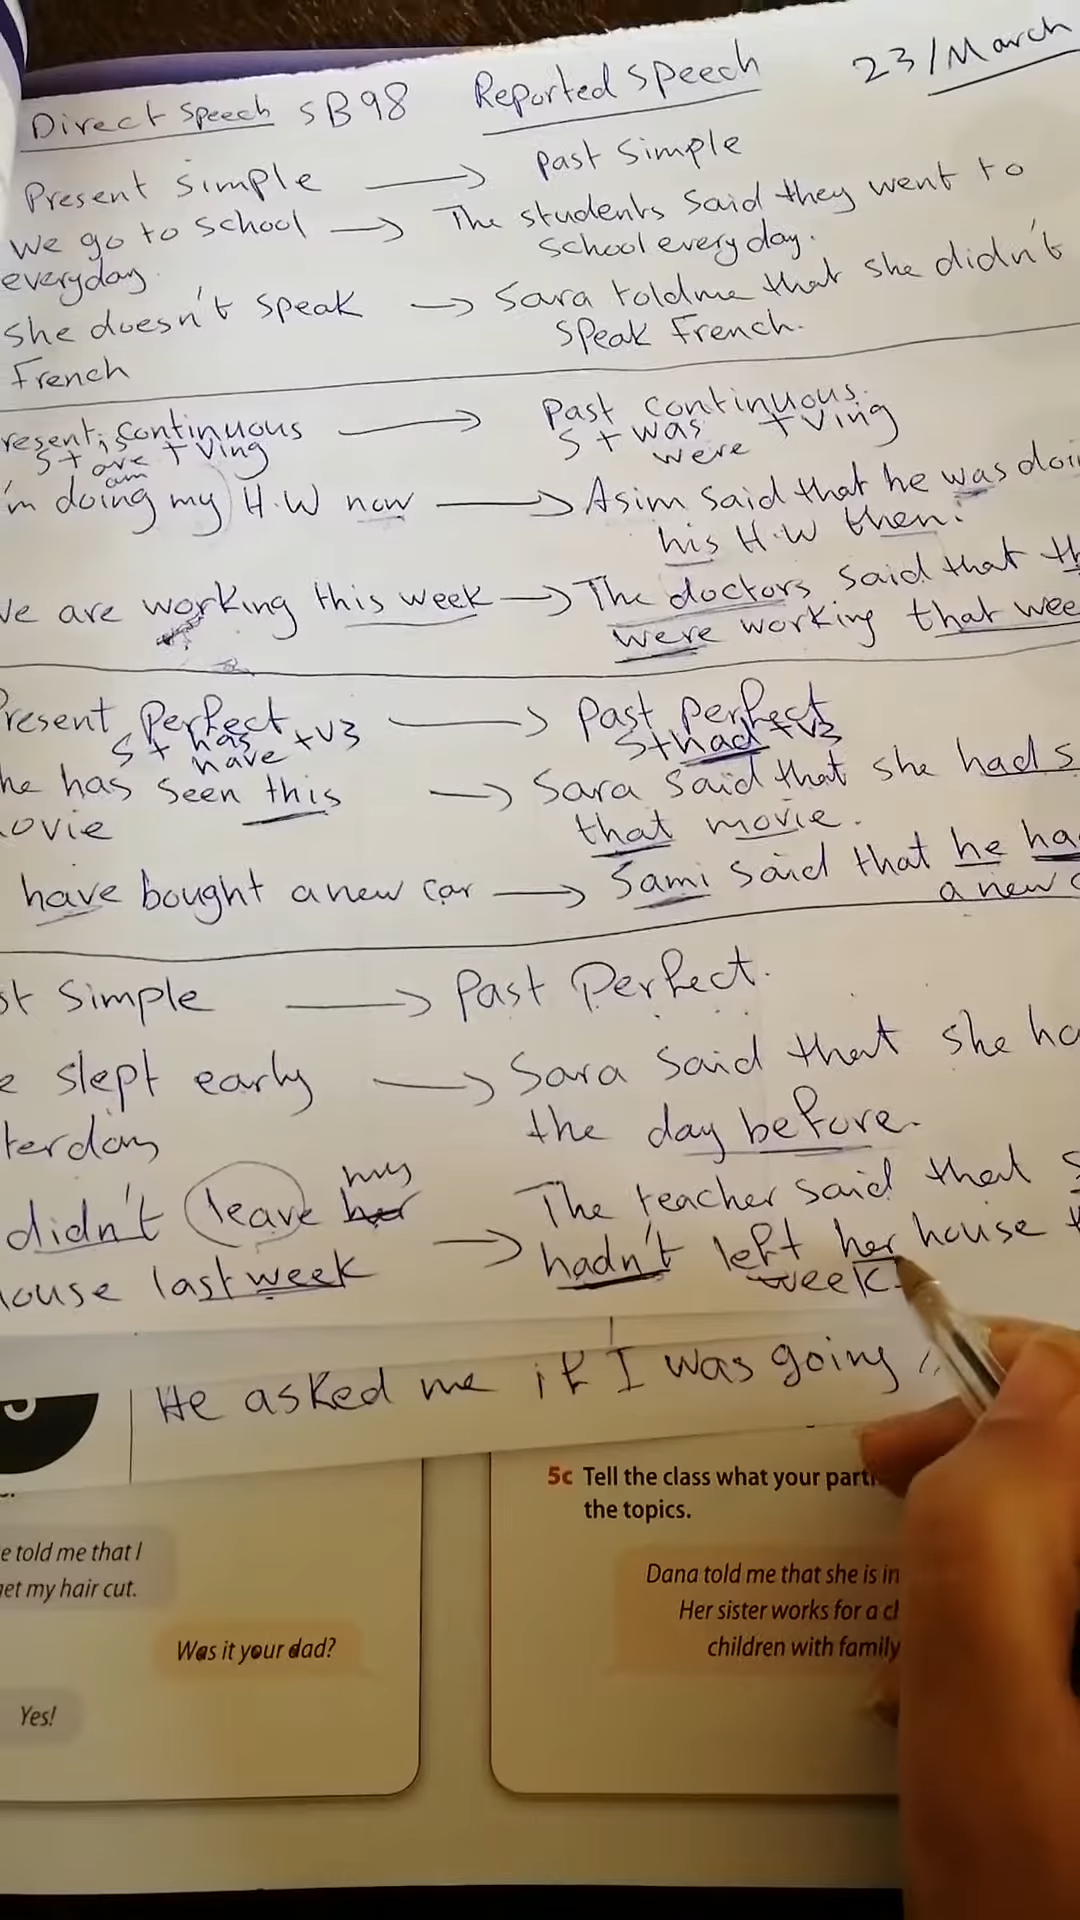 Direct Speech SB98 Reported Speech 23/March
Present Simple → Past Simple
We go to School → The students said they went to
everyday. school everyday.
She doesn't speak → Sara told me that she didn't
French speak French.
resent Continuous → Past continuous.
S + is are am + Ving S + was were + Ving
'm doing my H.W now → Asim said that he was doi
his H.W then.
e are working this week → The doctors said that th
were working that wee
resent Perfect → Past perfect
S + has have + V3 S + had + V3
he has seen this → Sara said that she had s
ovie that movie.
have bought a new car → Sami said that he ha
a new c
st Simple → Past Perfect.
e slept early → Sara said that she ha
terday the day before.
my
didn't leave her → The teacher said that s
ouse last week hadn't left her house t
week.
He asked me if I was going
5c Tell the class what your part
the topics.
e told me that I
et my hair cut.
Dana told me that she is in
Her sister works for a cl
children with family
Was it your dad?
Yes!